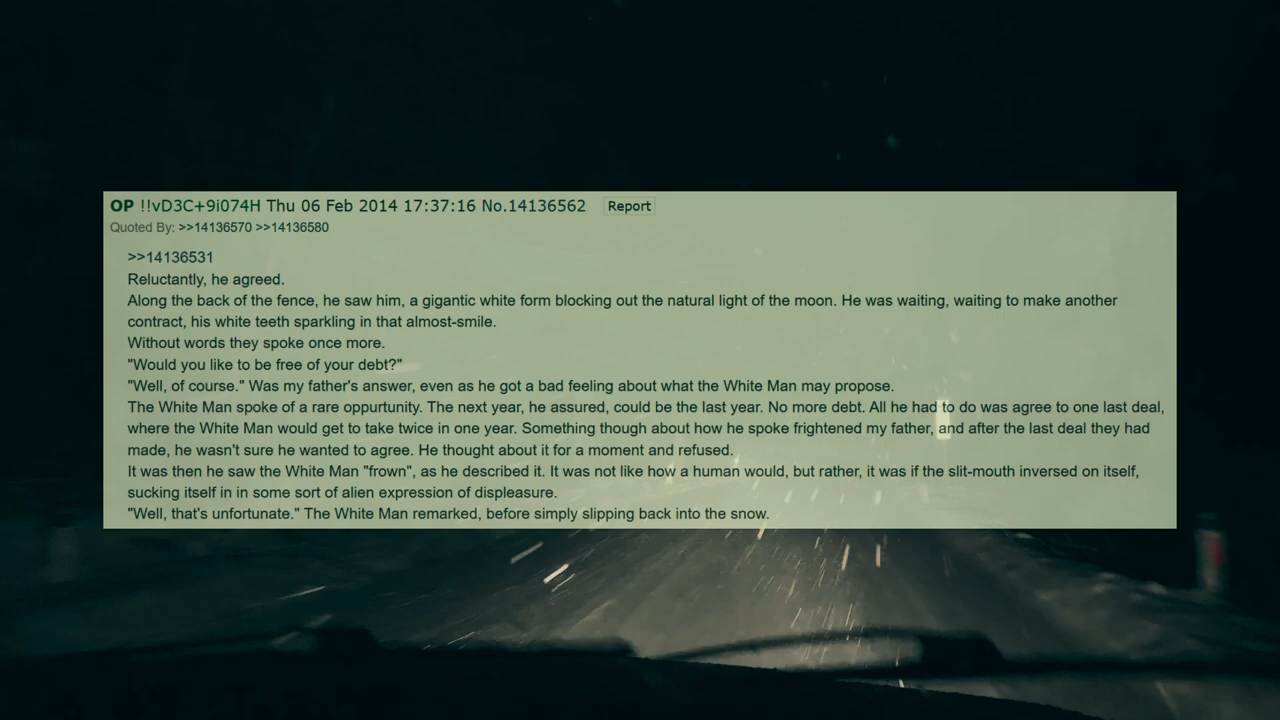 OP !!vD3C+9i074H Thu 06 Feb 2014 17:37:16 No.14136562 Report
Quoted By: >>14136570 >>14136580
>>14136531
Reluctantly, he agreed.
Along the back of the fence, he saw him, a gigantic white form blocking out the natural light of the moon. He was waiting, waiting to make another
contract, his white teeth sparkling in that almost-smile.
Without words they spoke once more.
"Would you like to be free of your debt?"
"Well, of course." Was my father's answer, even as he got a bad feeling about what the White Man may propose.
The White Man spoke of a rare oppurtunity. The next year, he assured, could be the last year. No more debt. All he had to do was agree to one last deal,
where the White Man would get to take twice in one year. Something though about how he spoke frightened my father, and after the last deal they had
made, he wasn't sure he wanted to agree. He thought about it for a moment and refused.
It was then he saw the White Man "frown", as he described it. It was not like how a human would, but rather, it was if the slit-mouth inversed on itself,
sucking itself in in some sort of alien expression of displeasure.
"Well, that's unfortunate." The White Man remarked, before simply slipping back into the snow.